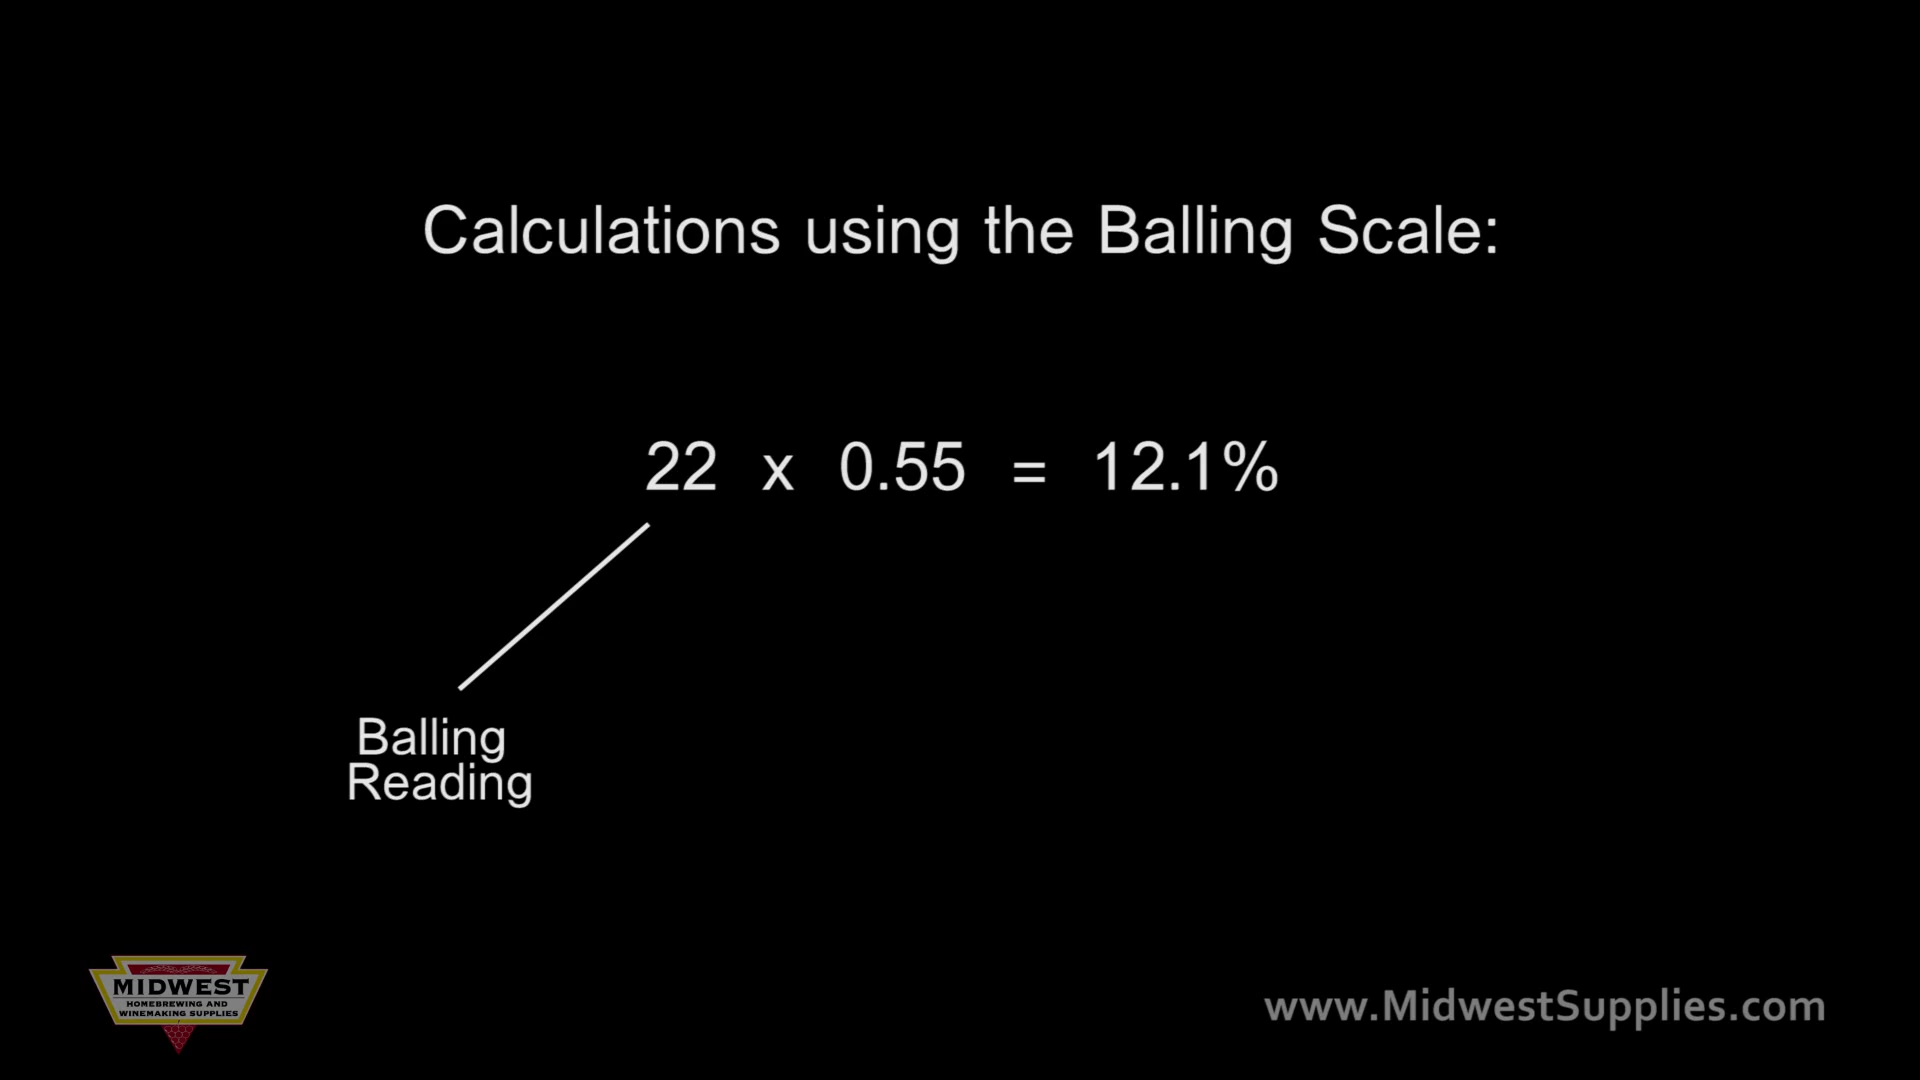 Calculations using the Balling Scale:
22 x 0.55 = 12.1%
Balling
Reading
MIDWEST
HOMEBREWING AND
WINEMAKING SUPPLIES
www.MidwestSupplies.com